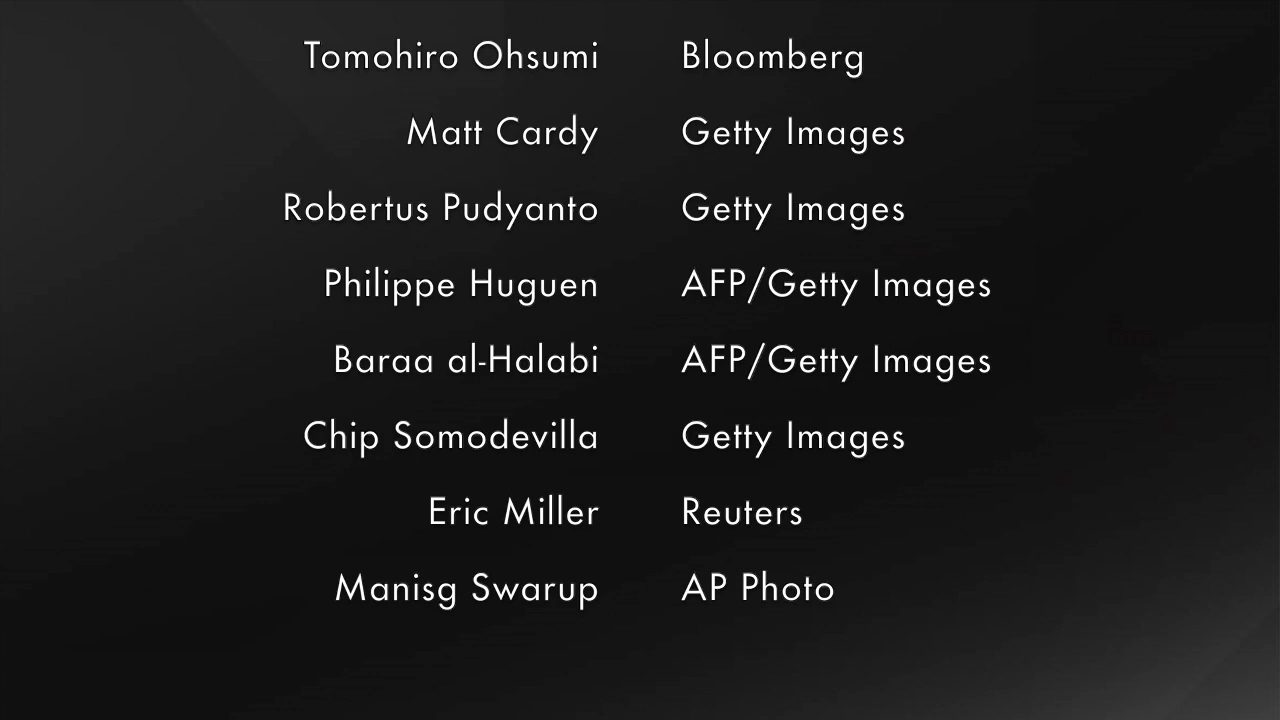 Tomohiro Ohsumi Bloomberg
Matt Cardy Getty Images
Robertus Pudyanto Getty Images
Philippe Huguen AFP/Getty Images
Baraa al-Halabi AFP/Getty Images
Chip Somodevilla Getty Images
Eric Miller Reuters
Manisg Swarup AP Photo